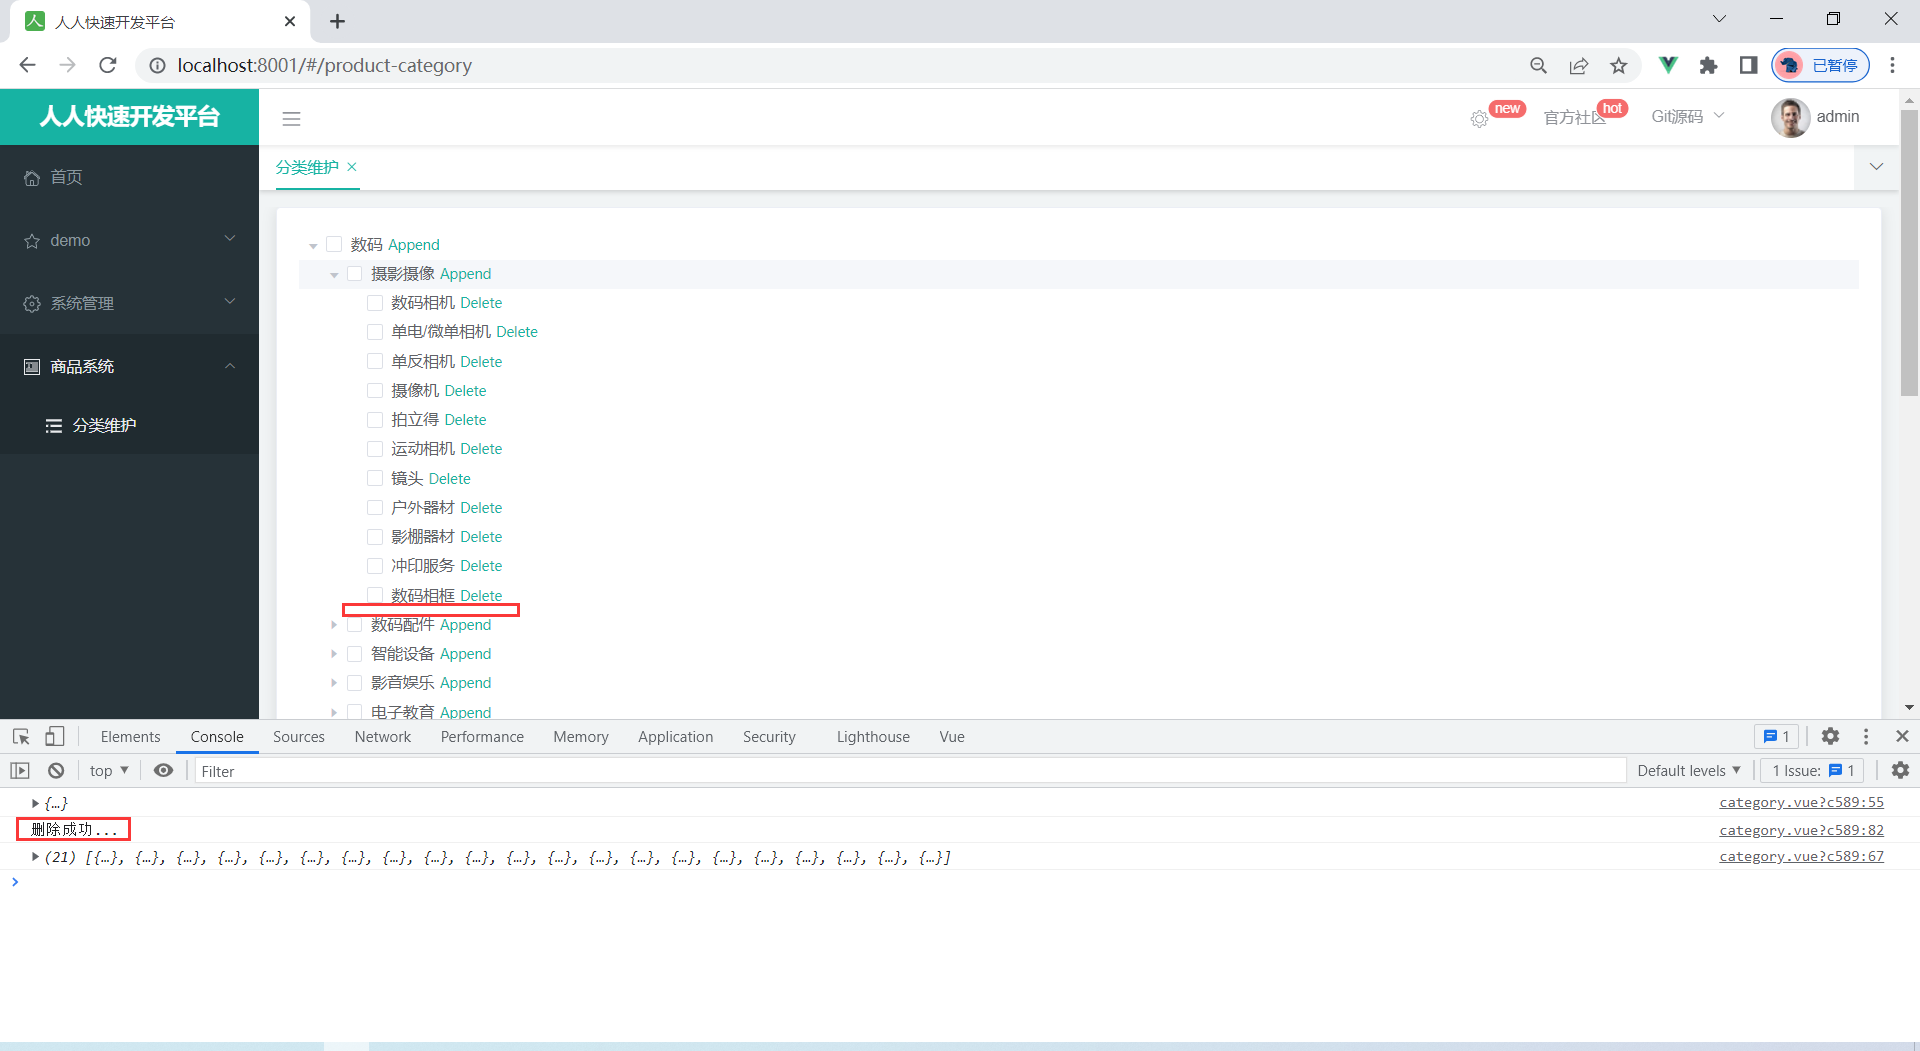 人人快速开发平台
localhost:8001/#/product-category
已暂停
人人快速开发平台
new
官方社区
hot
Git源码
admin
首页
demo
系统管理
商品系统
分类维护
分类维护
数码 Append
摄影摄像 Append
数码相机 Delete
单电/微单相机 Delete
单反相机 Delete
摄像机 Delete
拍立得 Delete
运动相机 Delete
镜头 Delete
户外器材 Delete
影棚器材 Delete
冲印服务 Delete
数码相框 Delete
数码配件 Append
智能设备 Append
影音娱乐 Append
电子教育 Append
Elements Console Sources Network Performance Memory Application Security Lighthouse Vue 1
top Filter Default levels 1 Issue: 1
{…} category.vue?c589:55
删除成功... category.vue?c589:82
(21) [{…}, {…}, {…}, {…}, {…}, {…}, {…}, {…}, {…}, {…}, {…}, {…}, {…}, {…}, {…}, {…}, {…}, {…}, {…}, {…}, {…}] category.vue?c589:67